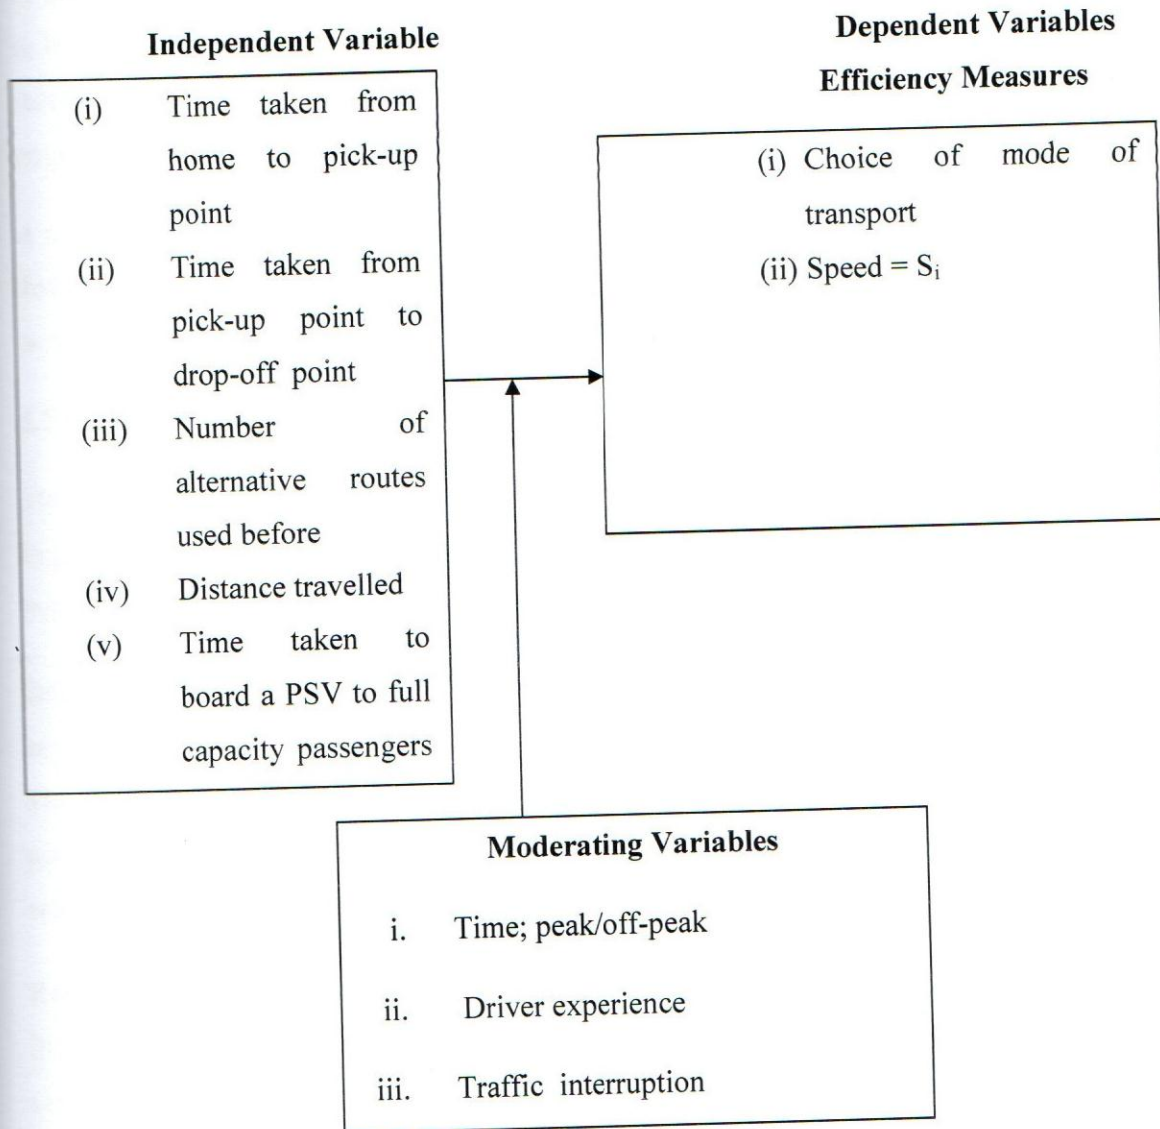 Independent Variable
(i) Time taken from
home to pick-up
point
(ii) Time taken from
pick-up point to
drop-off point
(iii) Number of
alternative routes
used before
(iv) Distance travelled
(v) Time taken to
board a PSV to full
capacity passengers
Dependent Variables
Efficiency Measures
(i) Choice of mode of
transport
(ii) Speed = Si
Moderating Variables
i. Time; peak/off-peak
ii. Driver experience
iii. Traffic interruption